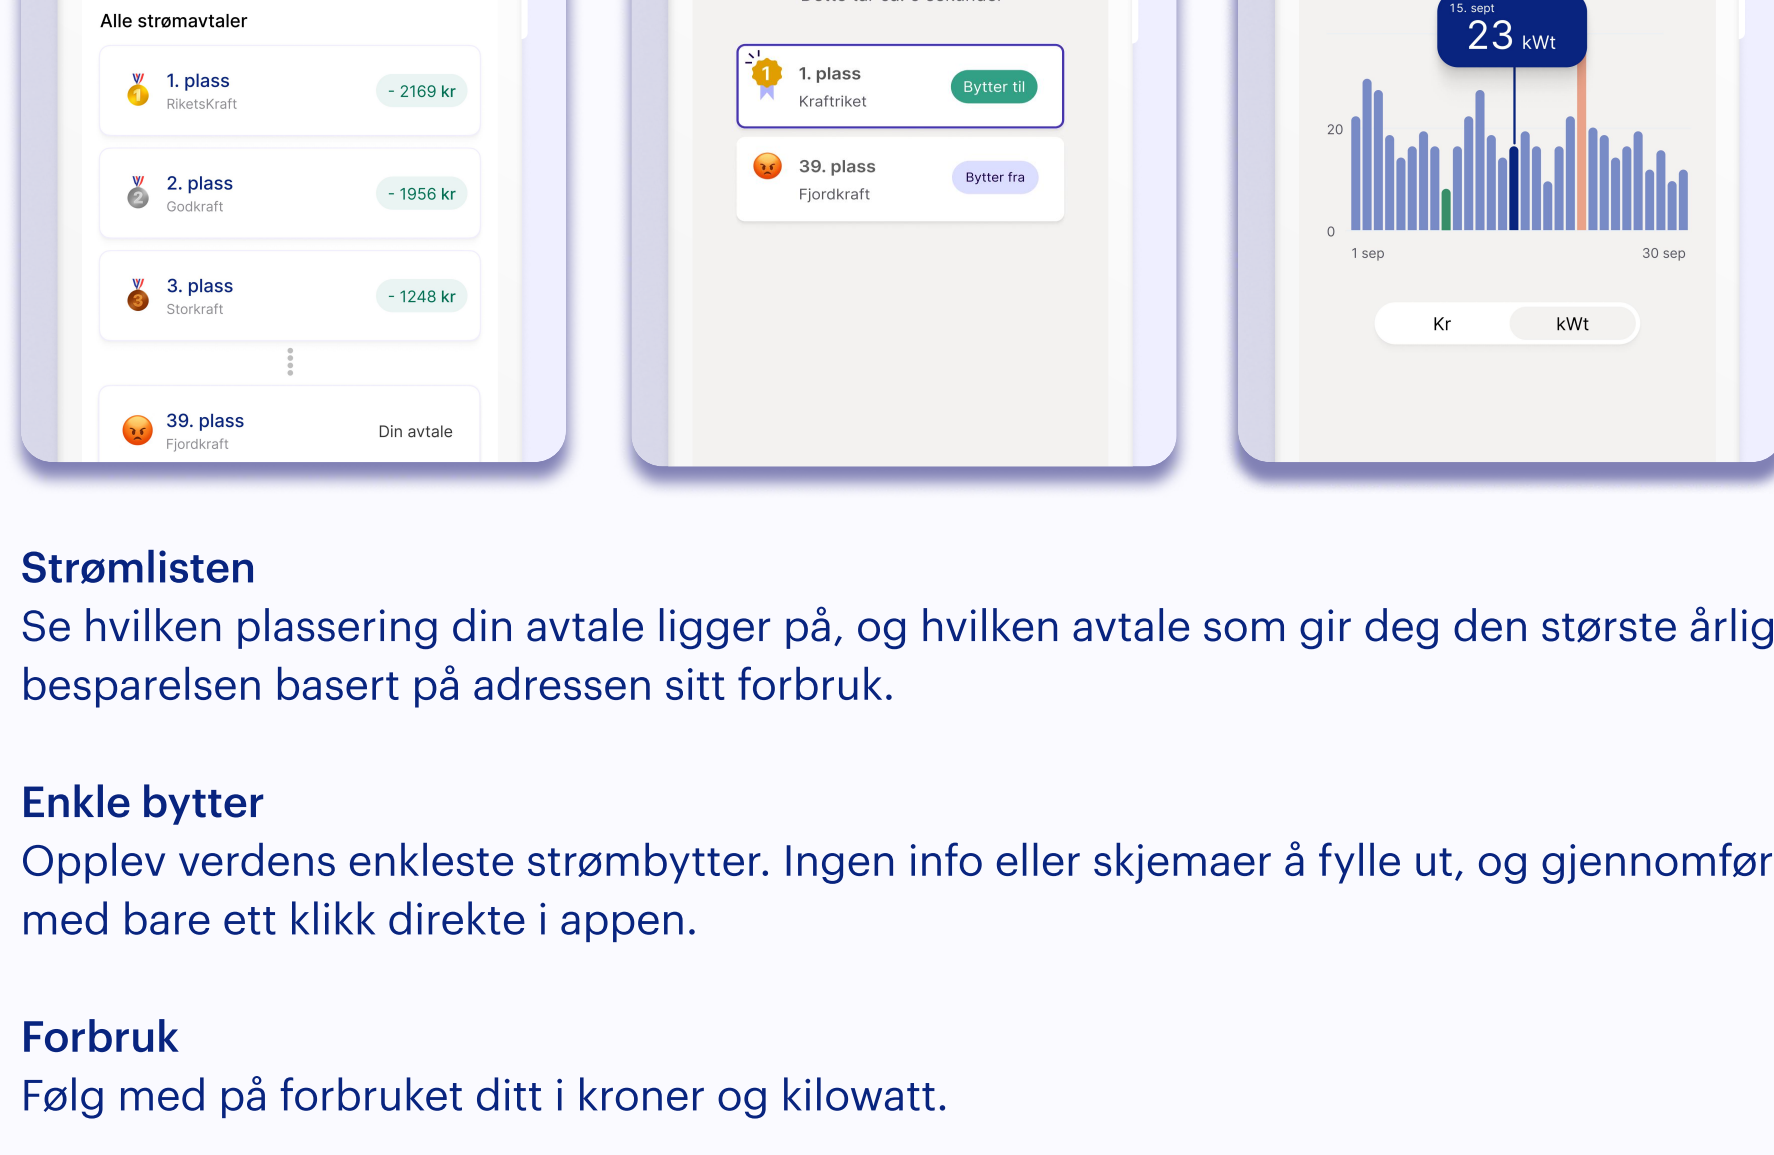 Alle strømavtaler
1. plass
RiketsKraft
- 2169 kr
2. plass
Godkraft
- 1956 kr
3. plass
Storkraft
- 1248 kr
39. plass
Fjordkraft
Din avtale
1
1. plass
Kraftriket
Bytter til
39. plass
Fjordkraft
Bytter fra
15. sept
23 kWt
20
0
1 sep
30 sep
Kr
kWt
Strømlisten
Se hvilken plassering din avtale ligger på, og hvilken avtale som gir deg den største årlig
besparelsen basert på adressen sitt forbruk.
Enkle bytter
Opplev verdens enkleste strømbytter. Ingen info eller skjemaer å fylle ut, og gjennomfør
med bare ett klikk direkte i appen.
Forbruk
Følg med på forbruket ditt i kroner og kilowatt.